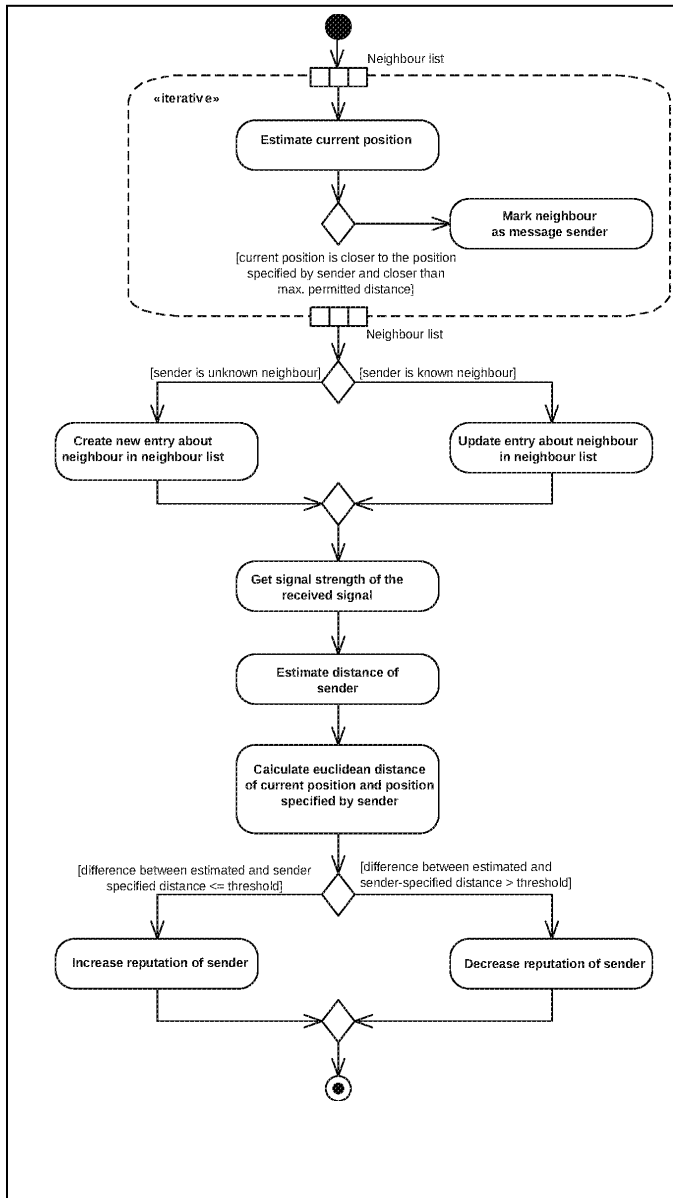 Neighbour list
«iterative»
Estimate current position
Mark neighbour
as message sender
[current position is closer to the position
specified by sender and closer than
max. permitted distance]
Neighbour list
[sender is unknown neighbour]
[sender is known neighbour]
Create new entry about
neighbour in neighbour list
Update entry about neighbour
in neighbour list
Get signal strength of the
received signal
Estimate distance of
sender
Calculate euclidean distance
of current position and position
specified by sender
[difference between estimated and sender
specified distance <= threshold]
[difference between estimated and
sender-specified distance > threshold]
Increase reputation of sender
Decrease reputation of sender